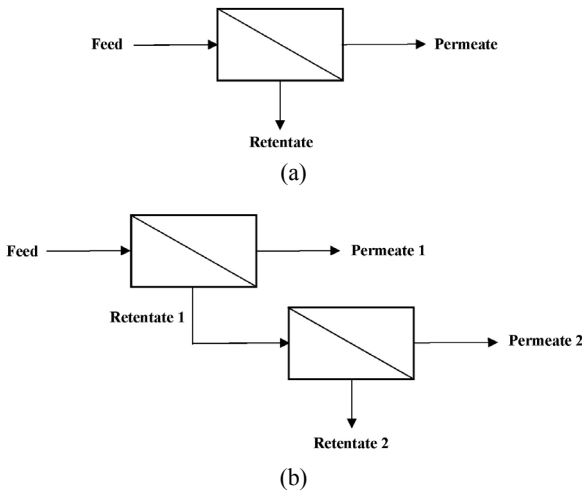 Feed
Permeate
Retentate
(a)
Feed
Permeate 1
Retentate 1
Permeate 2
Retentate 2
(b)